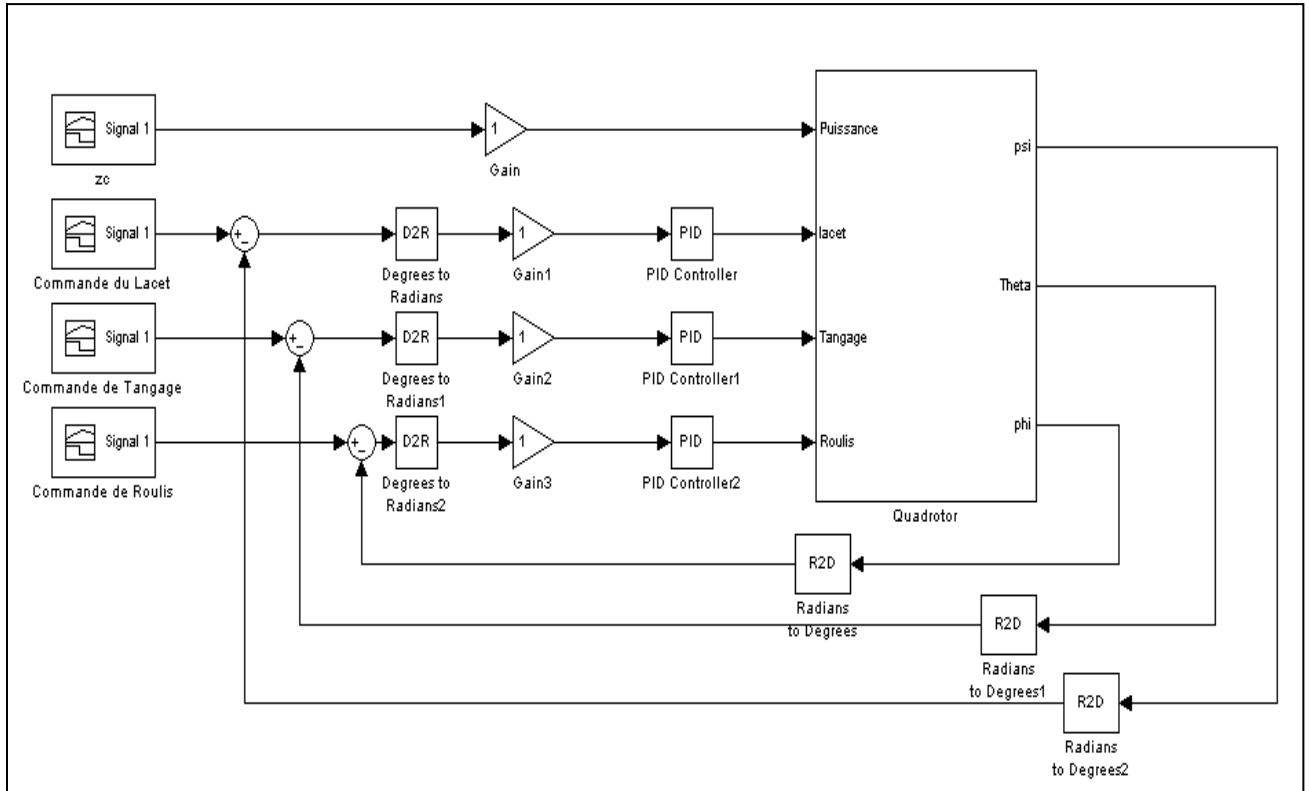 Signal 1
zc
1
Gain
Puissance
psi
Signal 1
Commande du Lacet
+
-
D2R
Degrees to
Radians
1
Gain1
PID
PID Controller
lacet
Theta
Signal 1
Commande de Tangage
+
-
D2R
Degrees to
Radians1
1
Gain2
PID
PID Controller1
Tangage
phi
Signal 1
Commande de Roulis
+
-
D2R
Degrees to
Radians2
1
Gain3
PID
PID Controller2
Roulis
Quadrotor
R2D
Radians
to Degrees
R2D
Radians
to Degrees1
R2D
Radians
to Degrees2